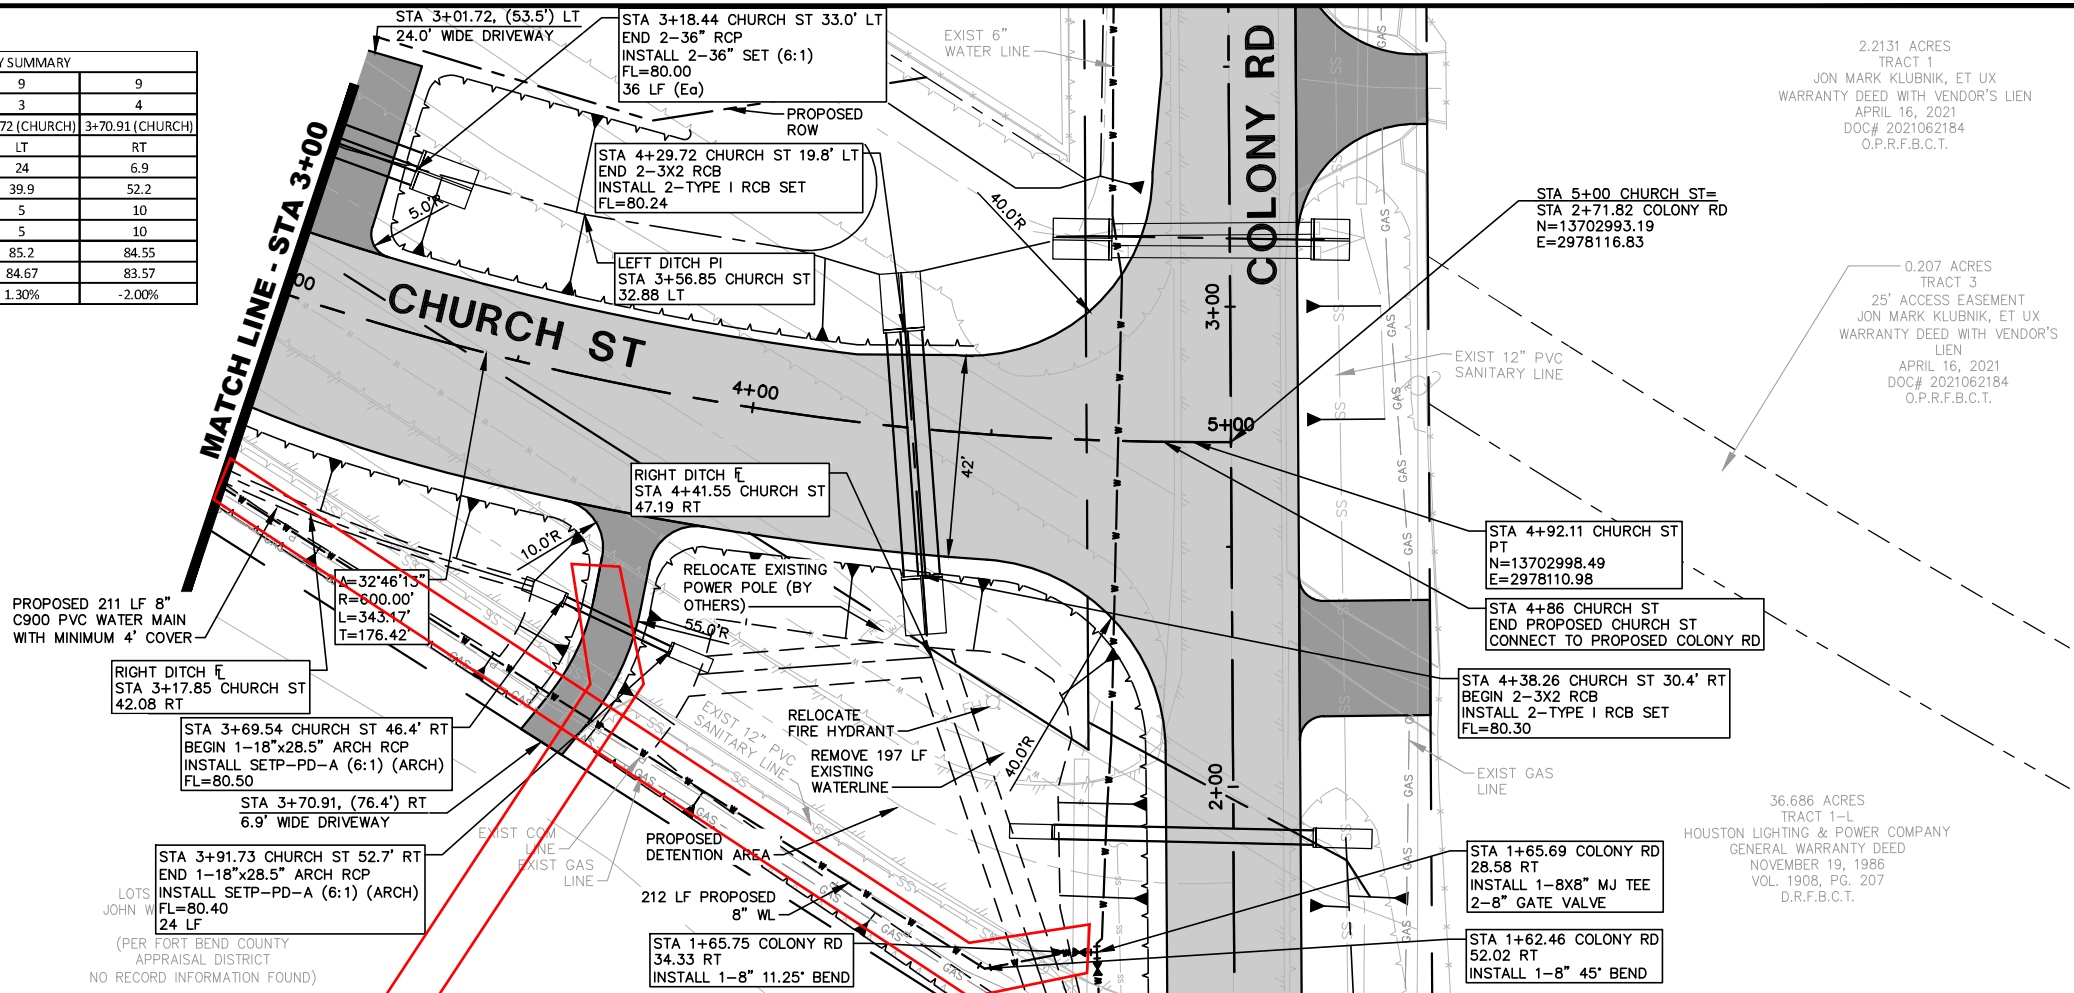 Y SUMMARY
9 9
3 4
72 (CHURCH) 3+70.91 (CHURCH)
LT RT
24 6.9
39.9 52.2
5 10
5 10
85.2 84.55
84.67 83.57
1.30% -2.00%
STA 3+01.72, (53.5') LT
24.0' WIDE DRIVEWAY
STA 3+18.44 CHURCH ST 33.0' LT
END 2-36" RCP
INSTALL 2-36" SET (6:1)
FL=80.00
36 LF (Ea)
EXIST 6"
WATER LINE
PROPOSED
ROW
STA 4+29.72 CHURCH ST 19.8' LT
END 2-3X2 RCB
INSTALL 2-TYPE I RCB SET
FL=80.24
LEFT DITCH PI
STA 3+56.85 CHURCH ST
32.88 LT
5.0'R
40.0'R
COLONY RD
CHURCH ST
MATCH LINE - STA 3+00
00
4+00
5+00
3+00
2+00
42'
GAS
SS
2.2131 ACRES
TRACT 1
JON MARK KLUBNIK, ET UX
WARRANTY DEED WITH VENDOR'S LIEN
APRIL 16, 2021
DOC# 2021062184
O.P.R.F.B.C.T.
STA 5+00 CHURCH ST=
STA 2+71.82 COLONY RD
N=13702993.19
E=2978116.83
0.207 ACRES
TRACT 3
25' ACCESS EASEMENT
JON MARK KLUBNIK, ET UX
WARRANTY DEED WITH VENDOR'S
LIEN
APRIL 16, 2021
DOC# 2021062184
O.P.R.F.B.C.T.
EXIST 12" PVC
SANITARY LINE
RIGHT DITCH
STA 4+41.55 CHURCH ST
47.19 RT
STA 4+92.11 CHURCH ST
PT
N=13702998.49
E=2978110.98
STA 4+86 CHURCH ST
END PROPOSED CHURCH ST
CONNECT TO PROPOSED COLONY RD
STA 4+38.26 CHURCH ST 30.4' RT
BEGIN 2-3X2 RCB
INSTALL 2-TYPE I RCB SET
FL=80.30
10.0'R
55.0'R
40.0'R
RELOCATE EXISTING
POWER POLE (BY
OTHERS)
Δ=32°46'13"
R=600.00'
L=343.17'
T=176.42'
PROPOSED 211 LF 8"
C900 PVC WATER MAIN
WITH MINIMUM 4' COVER
RIGHT DITCH
STA 3+17.85 CHURCH ST
42.08 RT
STA 3+69.54 CHURCH ST 46.4' RT
BEGIN 1-18"x28.5" ARCH RCP
INSTALL SETP-PD-A (6:1) (ARCH)
FL=80.50
STA 3+70.91, (76.4') RT
6.9' WIDE DRIVEWAY
STA 3+91.73 CHURCH ST 52.7' RT
END 1-18"x28.5" ARCH RCP
INSTALL SETP-PD-A (6:1) (ARCH)
FL=80.40
24 LF
LOTS
JOHN W
(PER FORT BEND COUNTY
APPRAISAL DISTRICT
NO RECORD INFORMATION FOUND)
EXIST COM
LINE
EXIST GAS
LINE
EXIST 12" PVC
SANITARY LINE
RELOCATE
FIRE HYDRANT
REMOVE 197 LF
EXISTING
WATERLINE
PROPOSED
DETENTION AREA
212 LF PROPOSED
8" WL
STA 1+65.75 COLONY RD
34.33 RT
INSTALL 1-8" 11.25° BEND
EXIST GAS
LINE
STA 1+65.69 COLONY RD
28.58 RT
INSTALL 1-8X8" MJ TEE
2-8" GATE VALVE
STA 1+62.46 COLONY RD
52.02 RT
INSTALL 1-8" 45° BEND
36.686 ACRES
TRACT 1-L
HOUSTON LIGHTING & POWER COMPANY
GENERAL WARRANTY DEED
NOVEMBER 19, 1986
VOL. 1908, PG. 207
D.R.F.B.C.T.